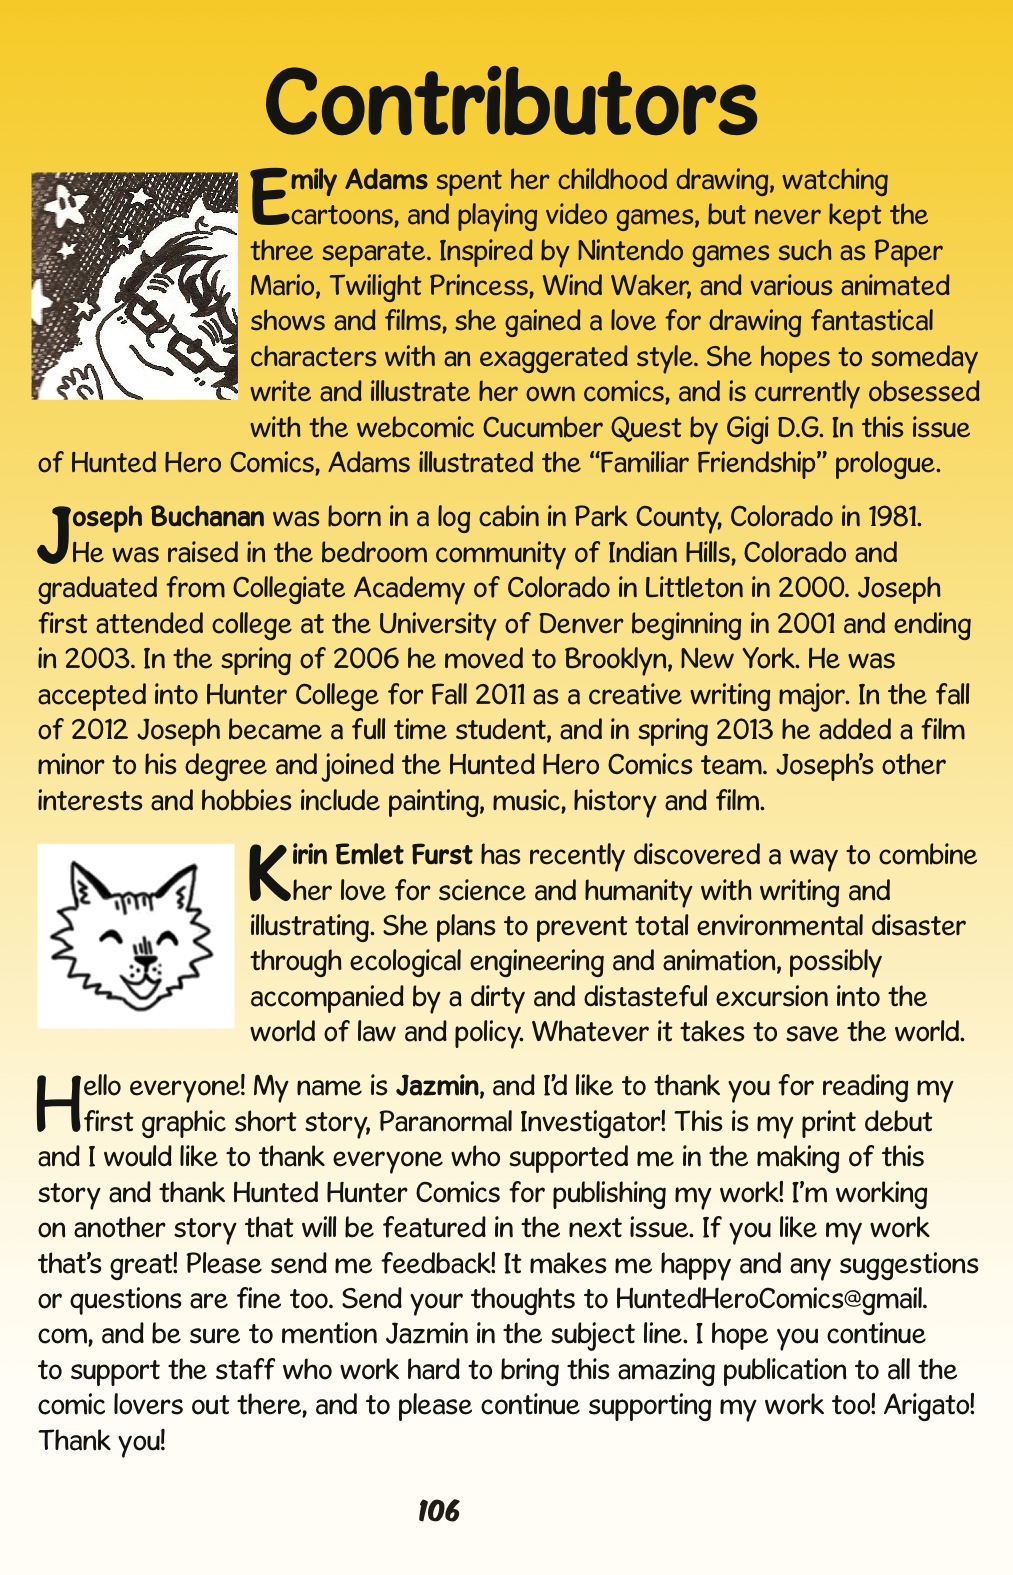 Contributors
Emily Adams spent her childhood drawing, watching
cartoons, and playing video games, but never kept the
three separate. Inspired by Nintendo games such as Paper
Mario, Twilight Princess, Wind Waker, and various animated
shows and films, she gained a love for drawing fantastical
characters with an exaggerated style. She hopes to someday
write and illustrate her own comics, and is currently obsessed
with the webcomic Cucumber Quest by Gigi D.G. In this issue
of Hunted Hero Comics, Adams illustrated the “Familiar Friendship” prologue.
Joseph Buchanan was born in a log cabin in Park County, Colorado in 1981.
He was raised in the bedroom community of Indian Hills, Colorado and
graduated from Collegiate Academy of Colorado in Littleton in 2000. Joseph
first attended college at the University of Denver beginning in 2001 and ending
in 2003. In the spring of 2006 he moved to Brooklyn, New York. He was
accepted into Hunter College for Fall 2011 as a creative writing major. In the fall
of 2012 Joseph became a full time student, and in spring 2013 he added a film
minor to his degree and joined the Hunted Hero Comics team. Joseph’s other
interests and hobbies include painting, music, history and film.
Kirin Emlet Furst has recently discovered a way to combine
her love for science and humanity with writing and
illustrating. She plans to prevent total environmental disaster
through ecological engineering and animation, possibly
accompanied by a dirty and distasteful excursion into the
world of law and policy. Whatever it takes to save the world.
Hello everyone! My name is Jazmin, and I’d like to thank you for reading my
first graphic short story, Paranormal Investigator! This is my print debut
and I would like to thank everyone who supported me in the making of this
story and thank Hunted Hunter Comics for publishing my work! I’m working
on another story that will be featured in the next issue. If you like my work
that’s great! Please send me feedback! It makes me happy and any suggestions
or questions are fine too. Send your thoughts to HuntedHeroComics@gmail.
com, and be sure to mention Jazmin in the subject line. I hope you continue
to support the staff who work hard to bring this amazing publication to all the
comic lovers out there, and to please continue supporting my work too! Arigato!
Thank you!
106